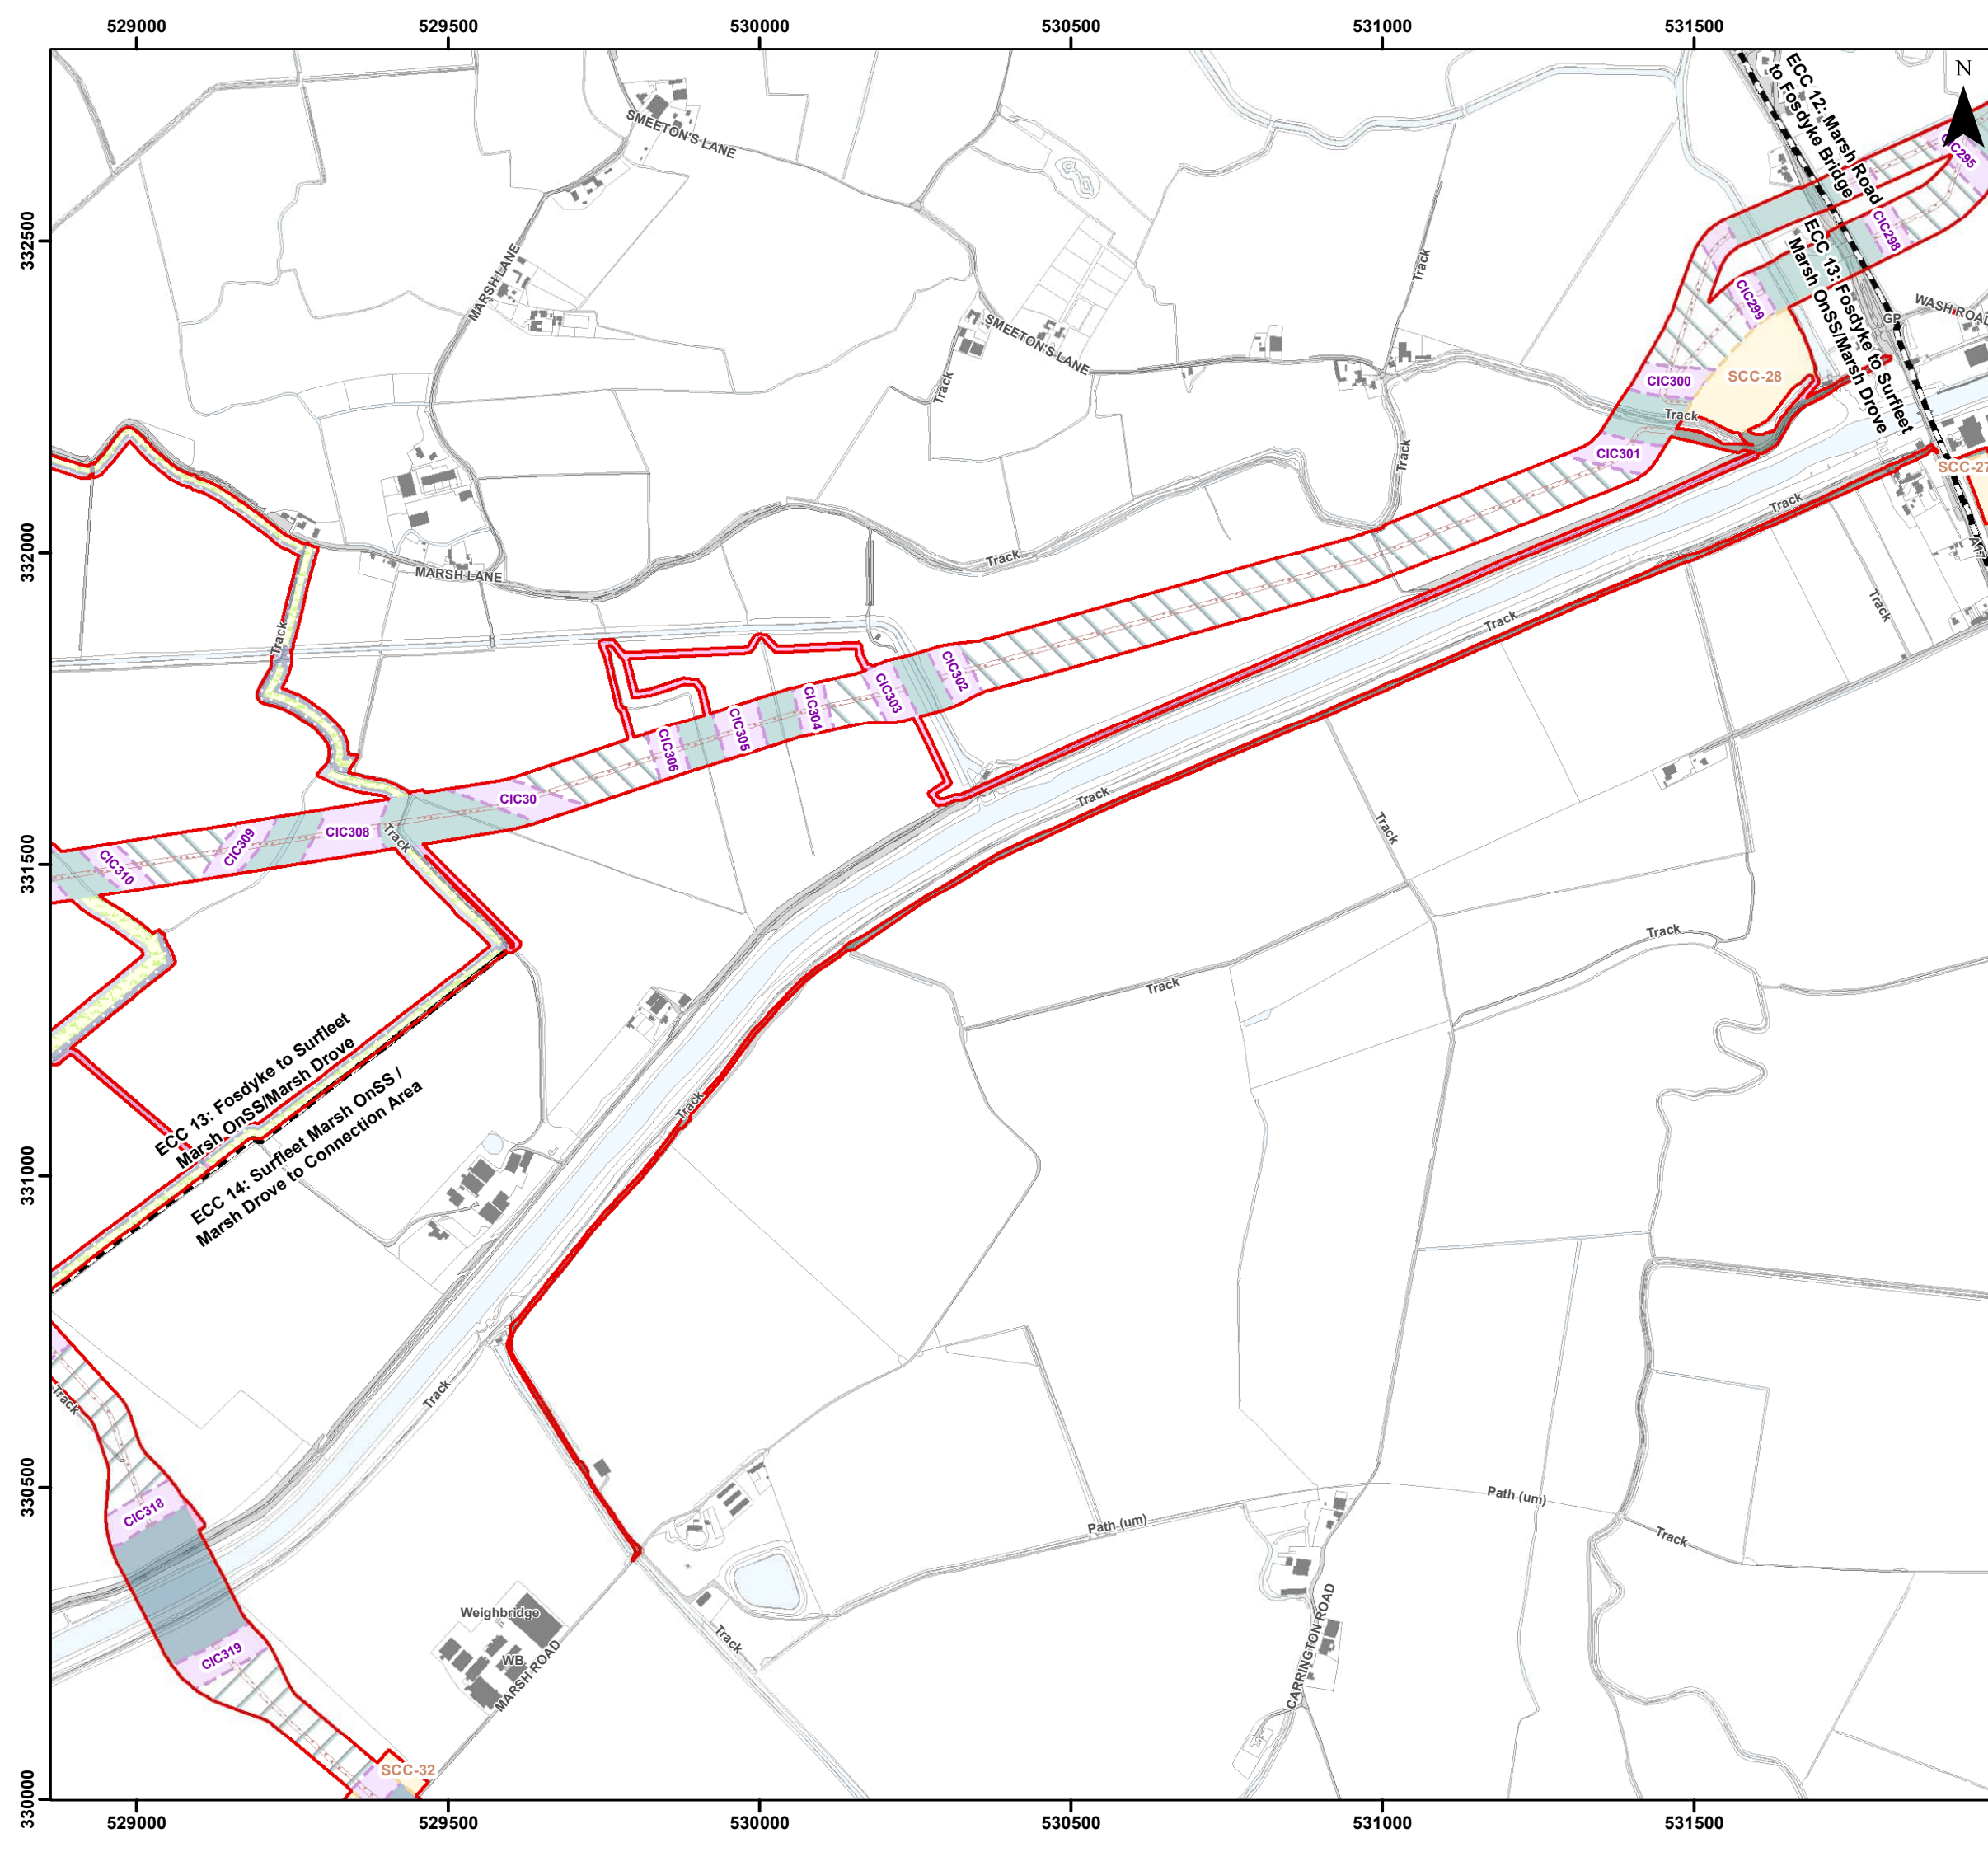 529000
529500
530000
530500
531000
531500
N
332500
332000
331500
331000
330500
330000
ECC 12: Marsh Road
to Fosdyke Bridge
ECC 13: Fosdyke to Surfleet
Marsh OnSS/Marsh Drove
SMEETON'S LANE
MARSH LANE
Track
CIC295
CIC298
CIC299
WASH ROAD
GP
SMEETON'S LANE
Track
SCC-28
CIC300
Track
CIC301
Track
SCC-27
A17
Track
Track
MARSH LANE
Track
Track
Track
CIC302
CIC303
CIC304
CIC305
CIC306
CIC30
CIC308
CIC309
CIC310
Track
Track
Track
Track
Track
ECC 13: Fosdyke to Surfleet
Marsh OnSS/Marsh Drove
ECC 14: Surfleet Marsh OnSS /
Marsh Drove to Connection Area
Track
Track
Track
Track
CIC318
CIC319
Path (um)
Path (um)
Track
Weighbridge
WB
MARSH ROAD
Track
CARRINGTON ROAD
SCC-32
529000
529500
530000
530500
531000
531500